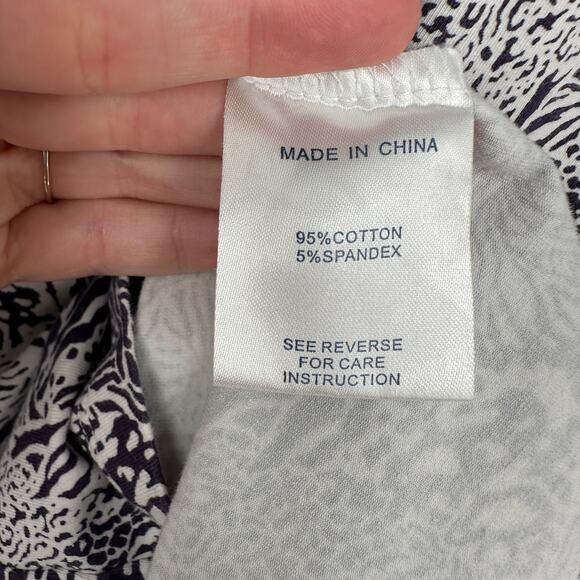 MADE IN CHINA
95%COTTON
5%SPANDEX
SEE REVERSE
FOR CARE
INSTRUCTION